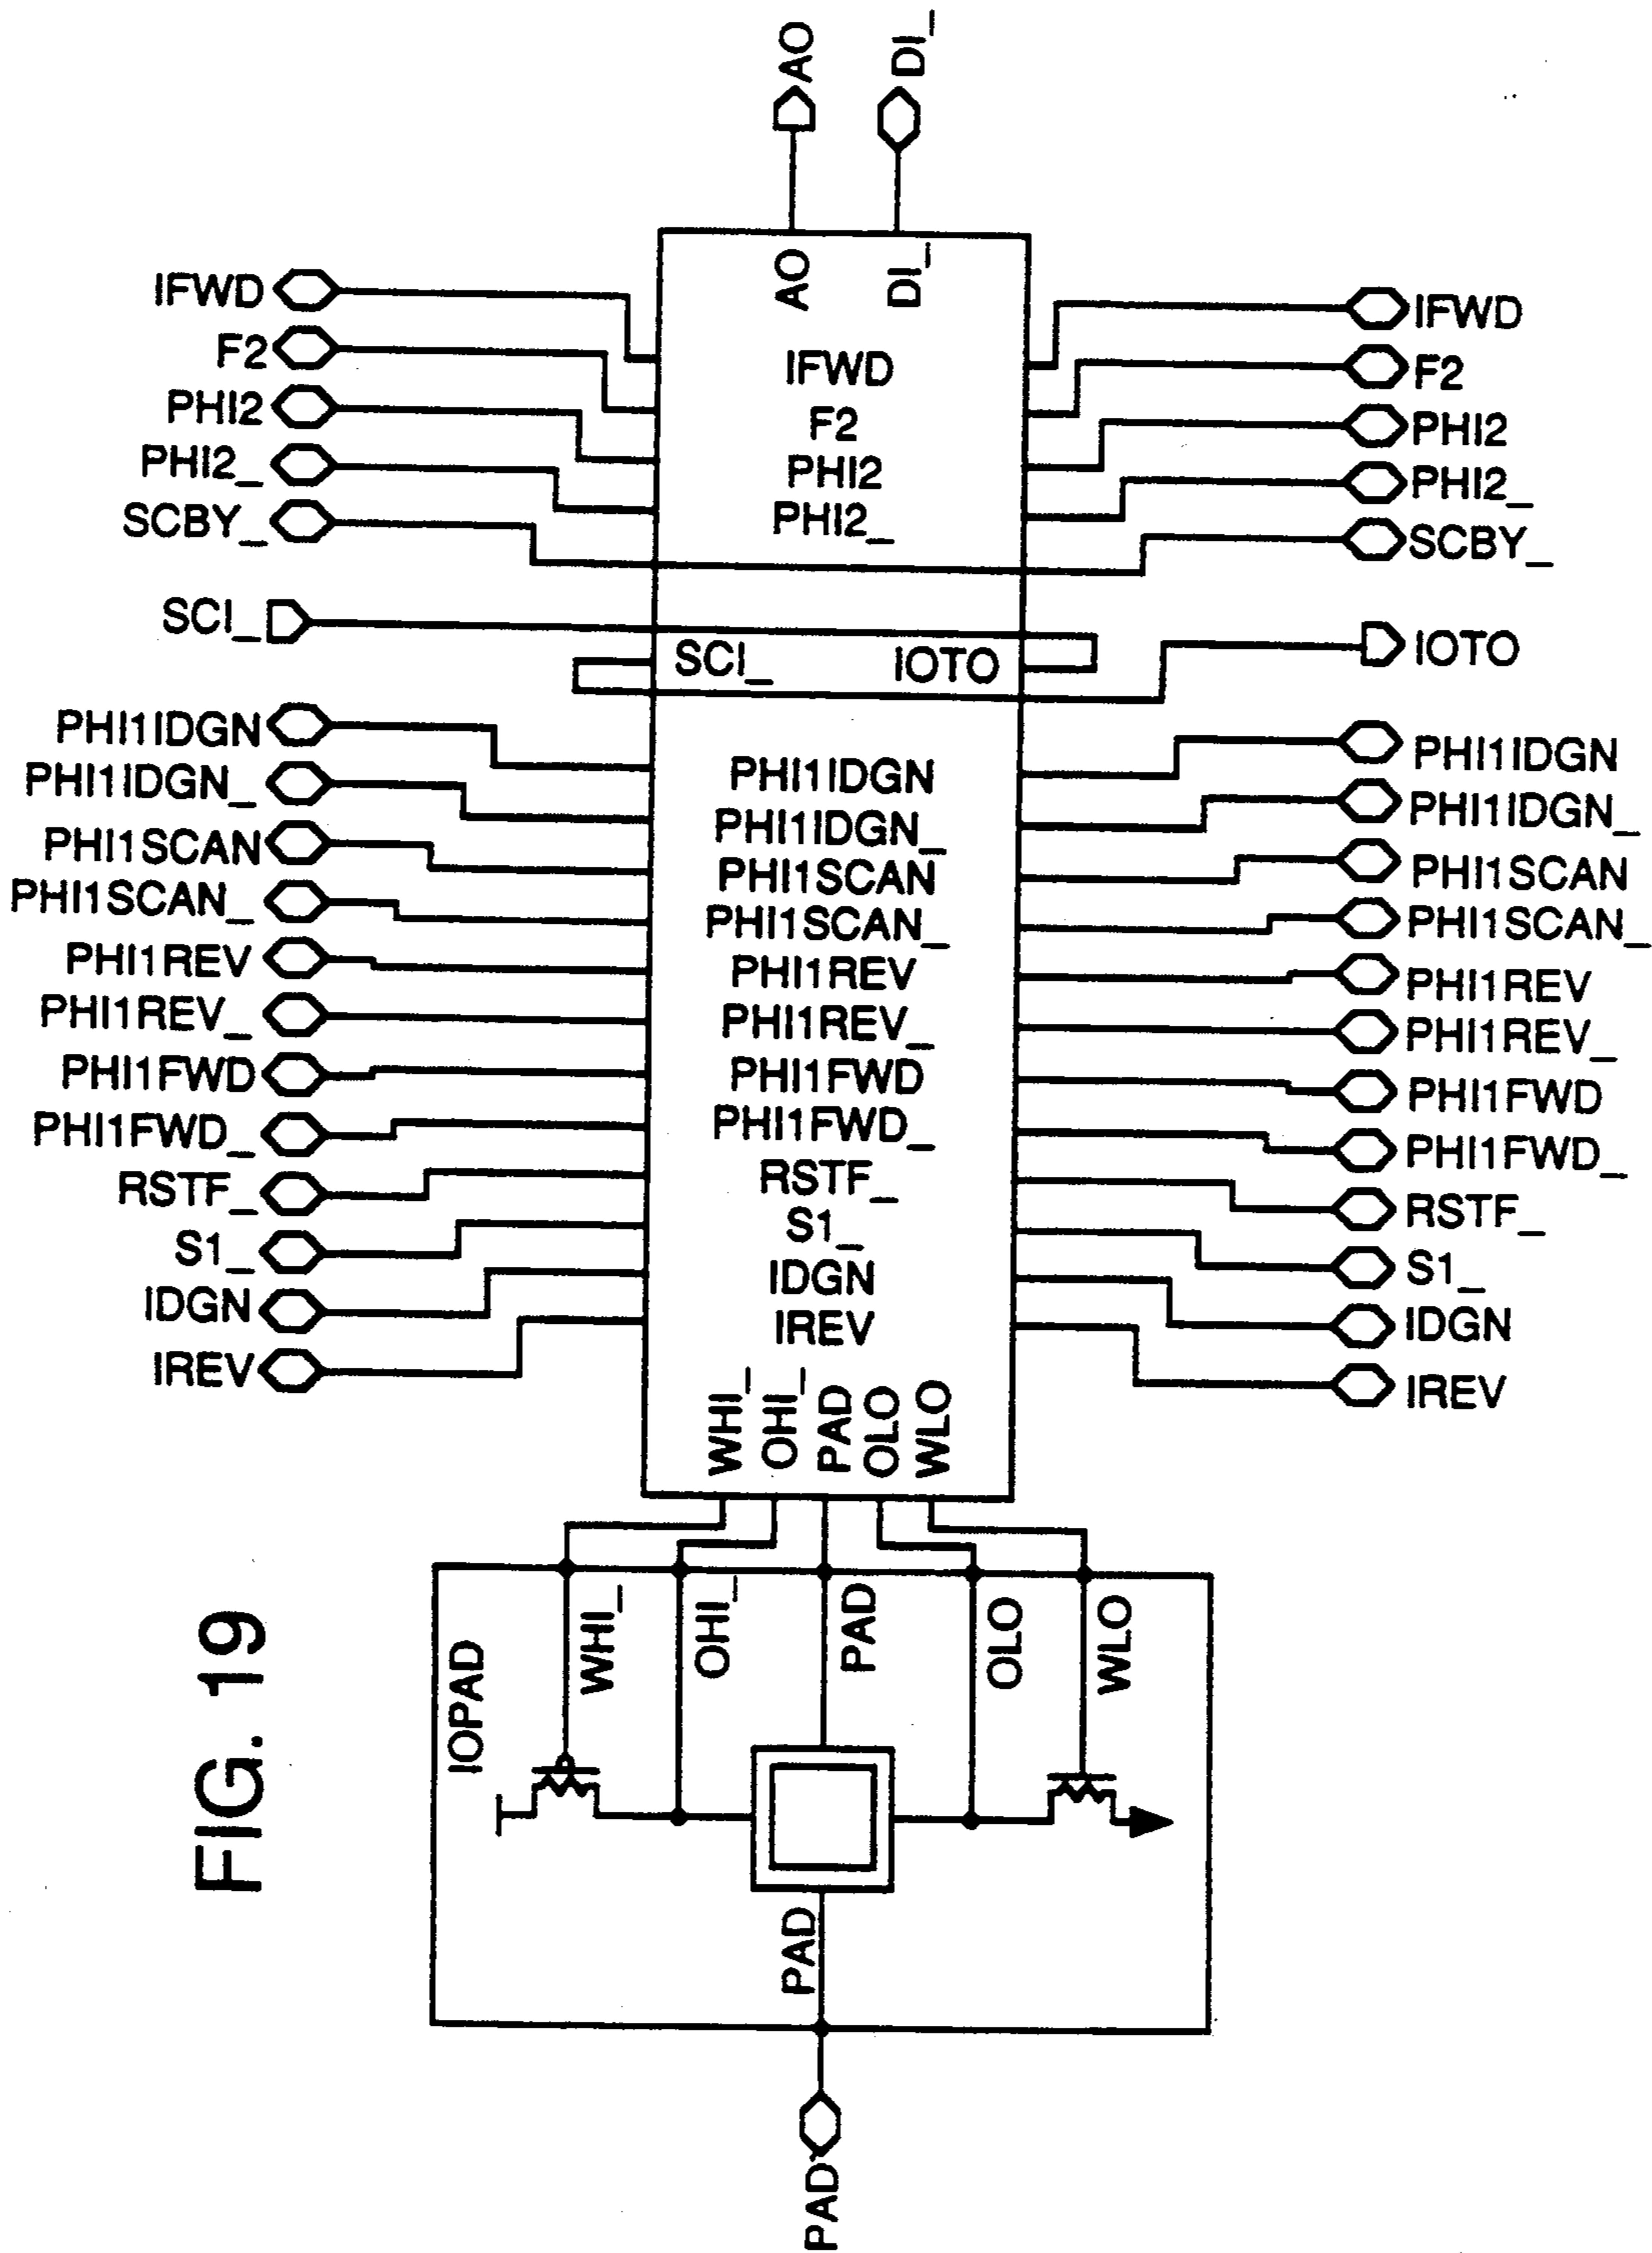 AO
DI_
IFWD
F2
PHI2
PHI2_
SCBY_
SCI_
PHI1IDGN
PHI1IDGN_
PHI1SCAN
PHI1SCAN_
PHI1REV
PHI1REV_
PHI1FWD
PHI1FWD_
RSTF_
S1_
IDGN
IREV
AO
DI_
IFWD
F2
PHI2
PHI2_
SCI_ IOTO
PHI1IDGN
PHI1IDGN_
PHI1SCAN
PHI1SCAN_
PHI1REV
PHI1REV_
PHI1FWD
PHI1FWD_
RSTF_
S1_
IDGN
IREV
WHI_
OHI_
PAD
OLO
WLO
IFWD
F2
PHI2
PHI2_
SCBY_
IOTO
PHI1IDGN
PHI1IDGN_
PHI1SCAN
PHI1SCAN_
PHI1REV
PHI1REV_
PHI1FWD
PHI1FWD_
RSTF_
S1_
IDGN
IREV
FIG. 19
IOPAD
WHI_
OHI_
PAD
OLO
WLO
PAD
PAD